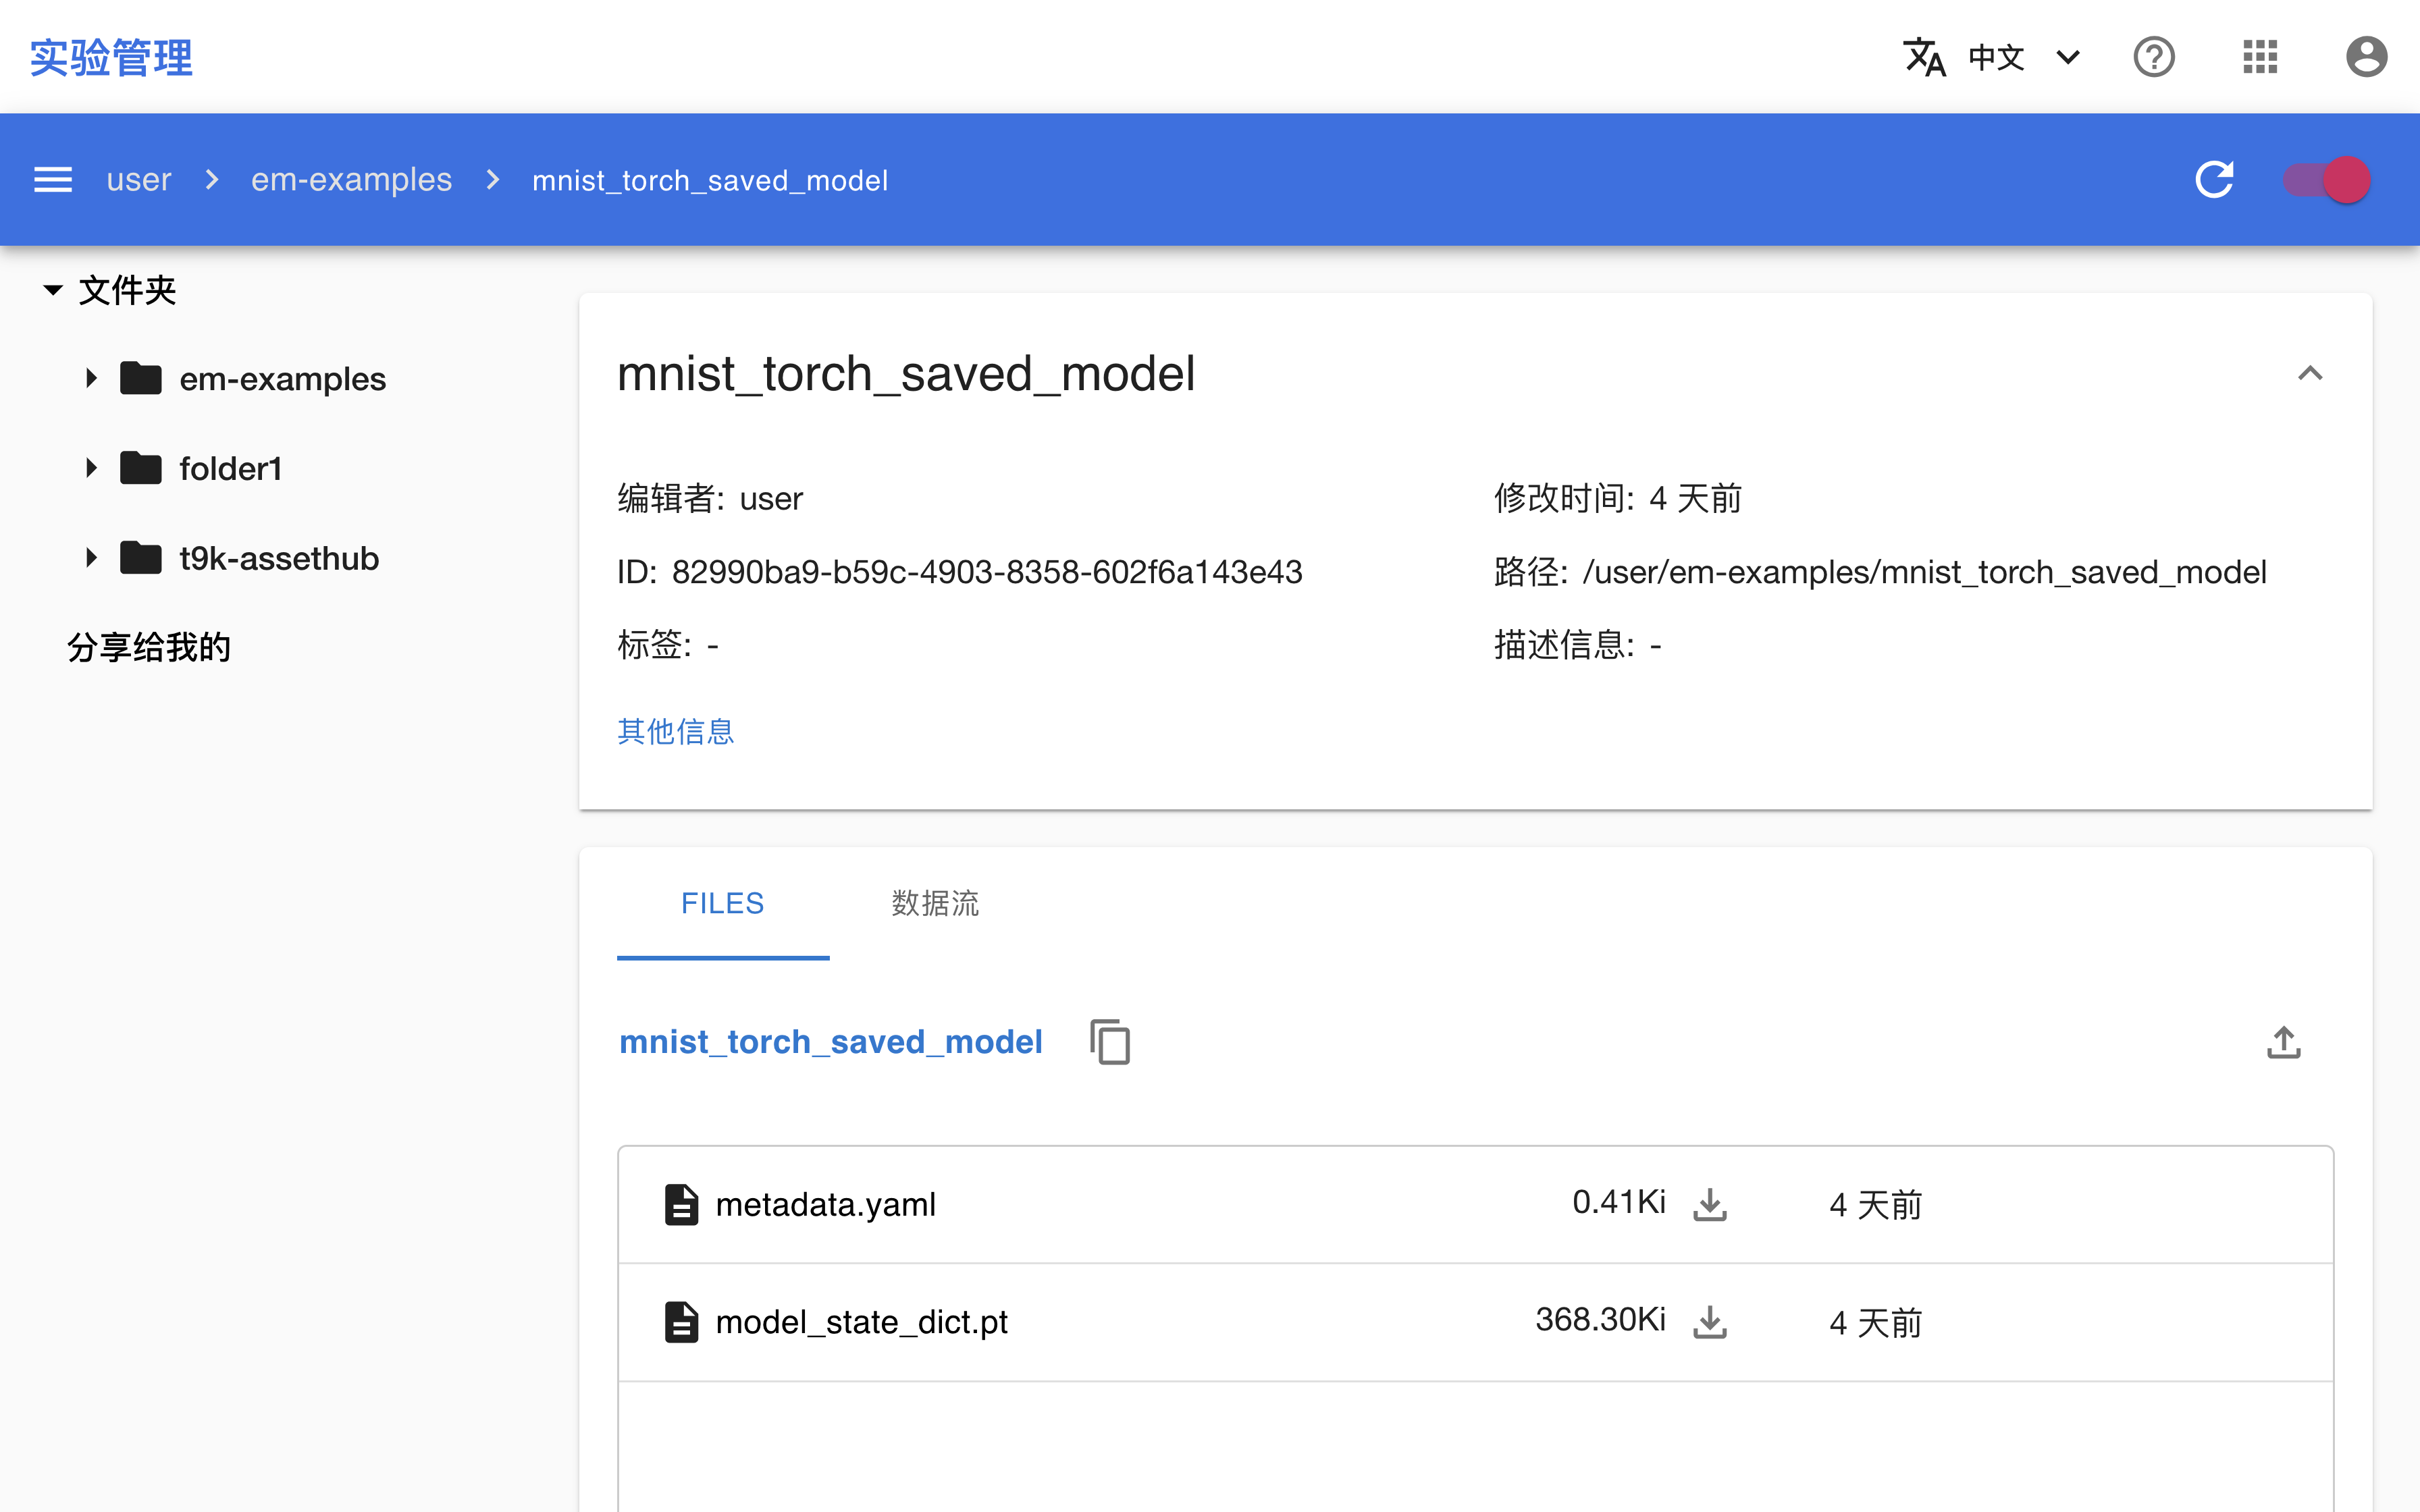 实验管理
中文
user > em-examples > mnist_torch_saved_model
文件夹
em-examples
folder1
t9k-assethub
分享给我的
mnist_torch_saved_model
编辑者: user
修改时间: 4 天前
ID: 82990ba9-b59c-4903-8358-602f6a143e43
路径: /user/em-examples/mnist_torch_saved_model
标签: -
描述信息: -
其他信息
FILES 数据流
mnist_torch_saved_model
metadata.yaml 0.41Ki 4 天前
model_state_dict.pt 368.30Ki 4 天前